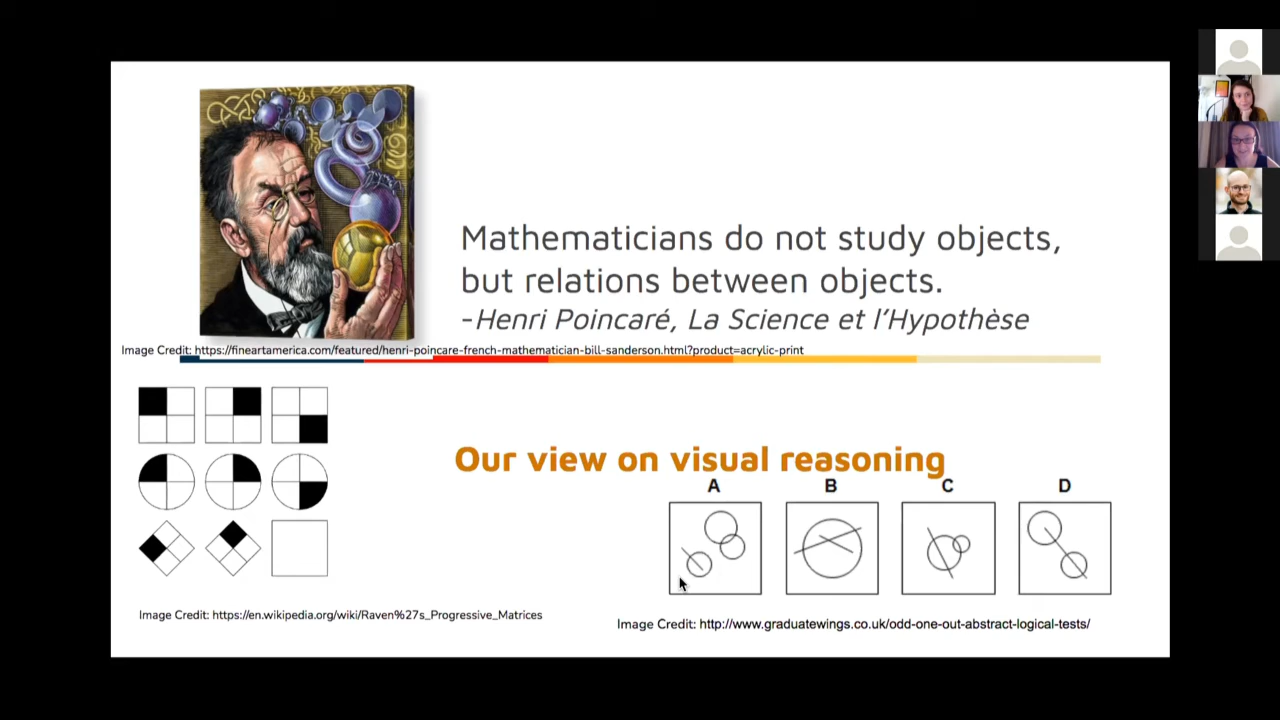 Mathematicians do not study objects,
but relations between objects.
-Henri Poincaré, La Science et l’Hypothèse
Image Credit: https://fineartamerica.com/featured/henri-poincare-french-mathematician-bill-sanderson.html?product=acrylic-print
Our view on visual reasoning
A B C D
Image Credit: https://en.wikipedia.org/wiki/Raven%27s_Progressive_Matrices
Image Credit: http://www.graduatewings.co.uk/odd-one-out-abstract-logical-tests/